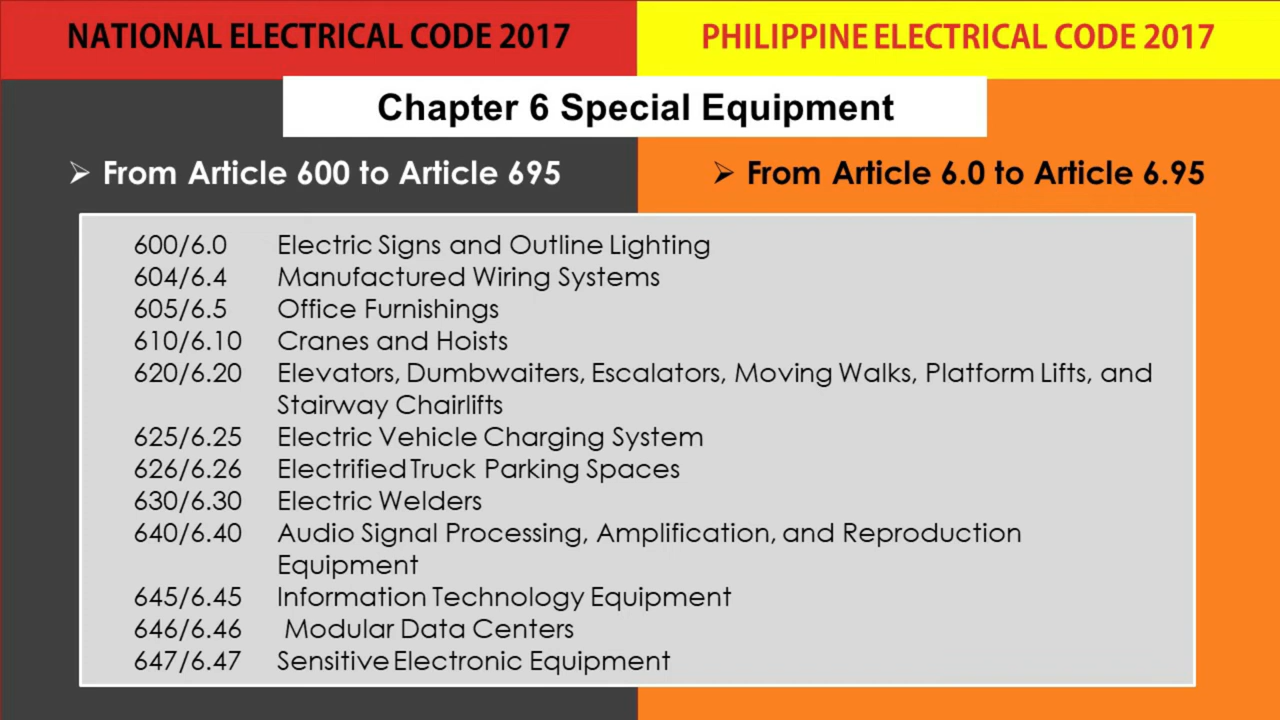 NATIONAL ELECTRICAL CODE 2017
PHILIPPINE ELECTRICAL CODE 2017
Chapter 6 Special Equipment
➢ From Article 600 to Article 695
➢ From Article 6.0 to Article 6.95
600/6.0 Electric Signs and Outline Lighting
604/6.4 Manufactured Wiring Systems
605/6.5 Office Furnishings
610/6.10 Cranes and Hoists
620/6.20 Elevators, Dumbwaiters, Escalators, Moving Walks, Platform Lifts, and
Stairway Chairlifts
625/6.25 Electric Vehicle Charging System
626/6.26 Electrified Truck Parking Spaces
630/6.30 Electric Welders
640/6.40 Audio Signal Processing, Amplification, and Reproduction
Equipment
645/6.45 Information Technology Equipment
646/6.46 Modular Data Centers
647/6.47 Sensitive Electronic Equipment